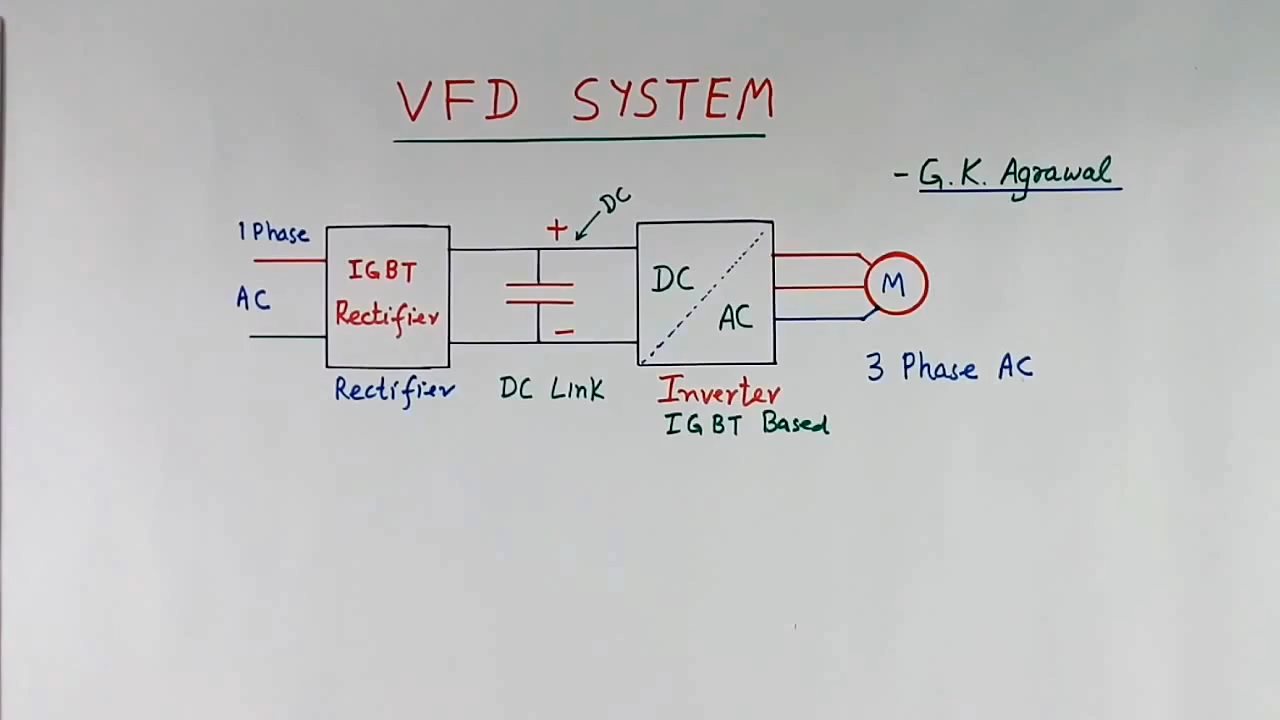 VFD SYSTEM
- G.K. Agrawal
1 Phase
AC
IGBT
Rectifier
Rectifier
+
DC
-
DC Link
DC
AC
Inverter
IGBT Based
M
3 Phase AC